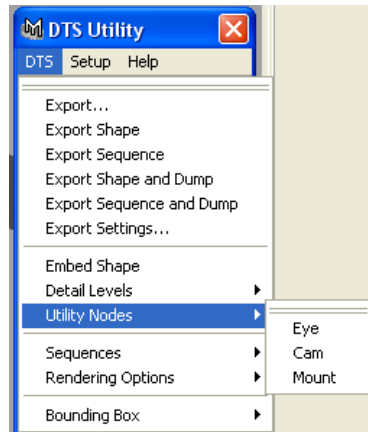 DTS Utility
DTS Setup Help
Export...
Export Shape
Export Sequence
Export Shape and Dump
Export Sequence and Dump
Export Settings...
Embed Shape
Detail Levels
Utility Nodes
Eye
Cam
Mount
Sequences
Rendering Options
Bounding Box